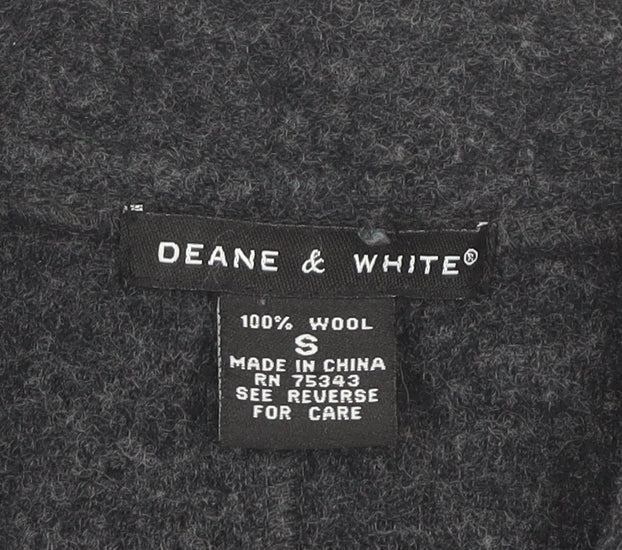 DEANE & WHITE®
100% WOOL
S
MADE IN CHINA
RN 75343
SEE REVERSE
FOR CARE